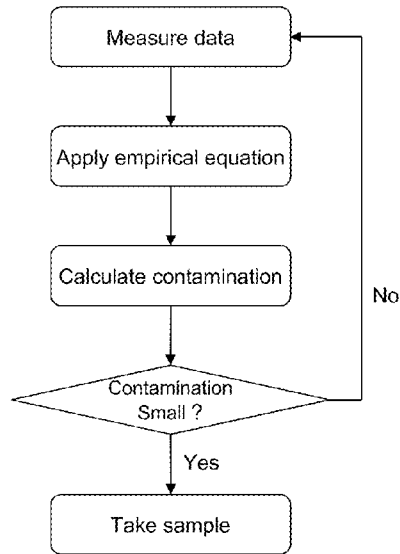 Measure data
Apply empirical equation
Calculate contamination
No
Contamination
Small ?
Yes
Take sample